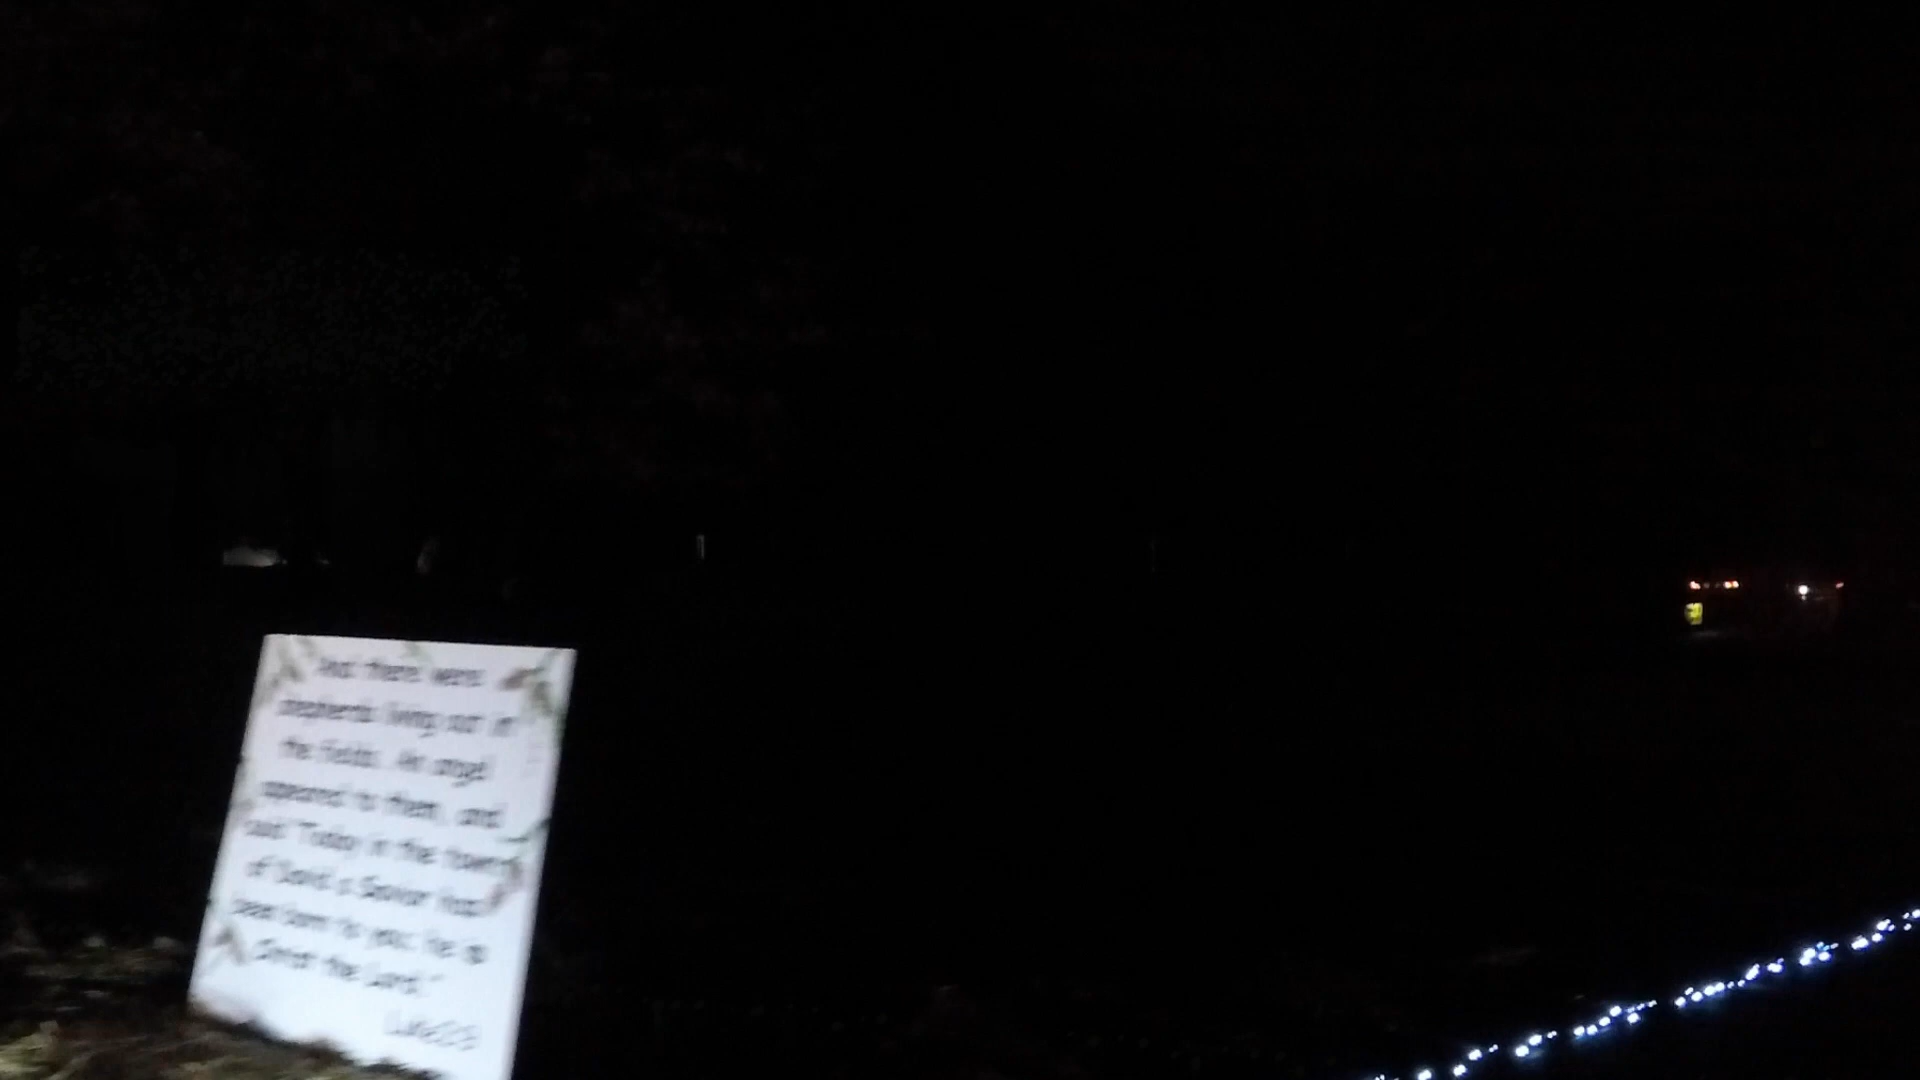 And there were
shepherds living out in
the fields. An angel
appeared to them, and
said "Today in the town
of David a Savior has
been born to you; he is
Christ the Lord."